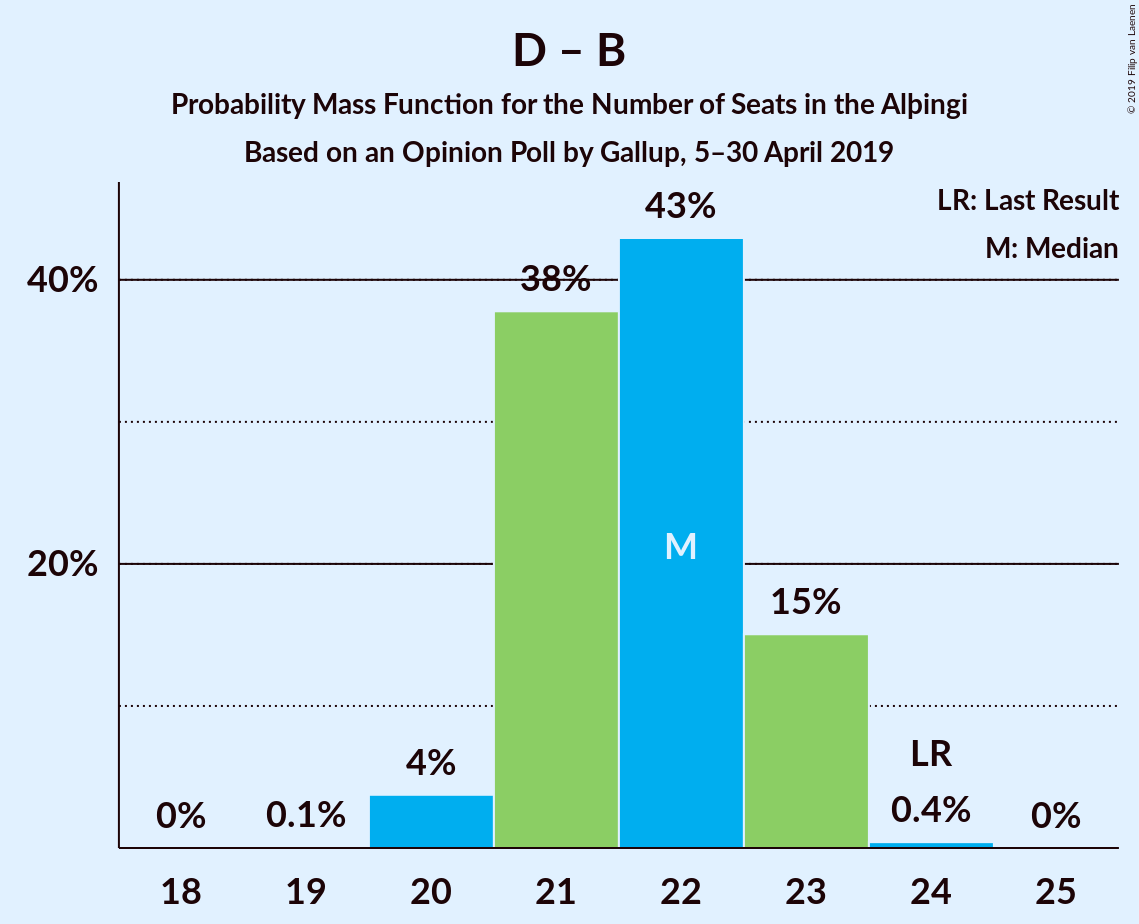 D – B
Probability Mass Function for the Number of Seats in the Alþingi
Based on an Opinion Poll by Gallup, 5–30 April 2019
© 2019 Filip van Laenen
LR: Last Result
M: Median
43%
40%
38%
M
20%
15%
LR
4%
0%
0.1%
0.4%
0%
18 19 20 21 22 23 24 25